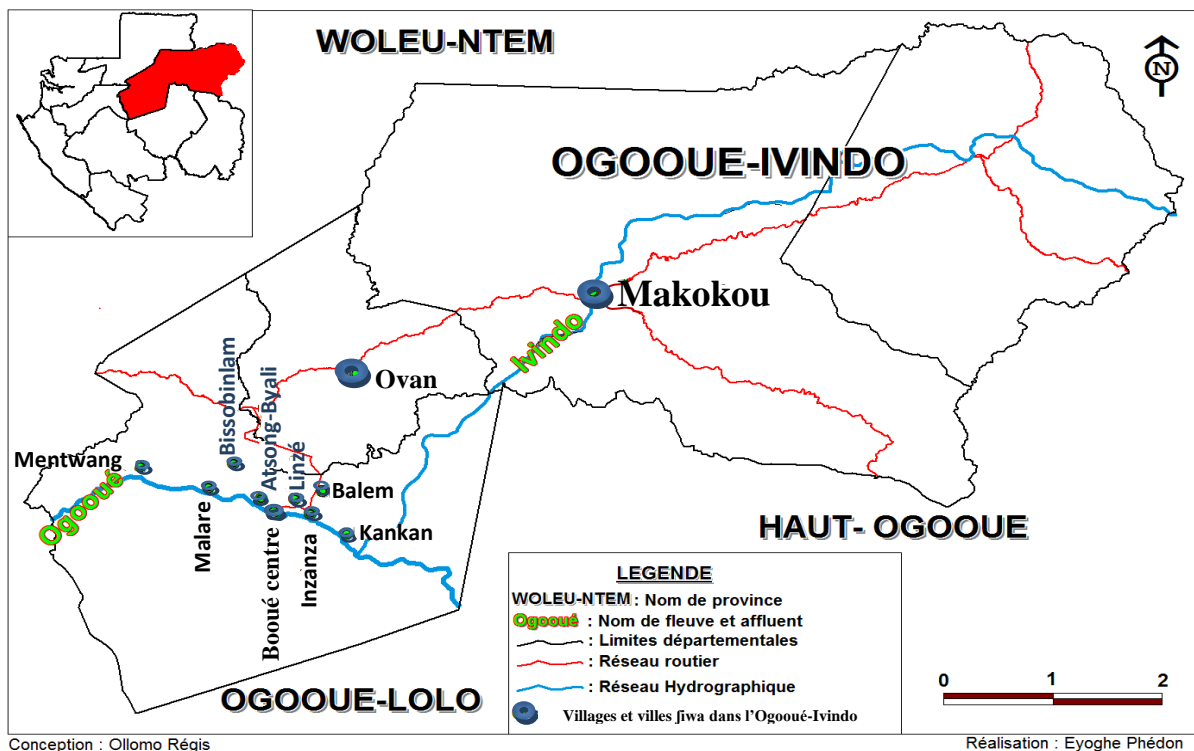 WOLEU-NTEM
N
OGOOUE-IVINDO
Makokou
Ivindo
Ovan
Bissobinlam
Atsong-Byali
Linzé
Mentwang
Balem
Ogooué
Malare
Booué centre
Inzanza
Kankan
HAUT- OGOOUE
OGOOUE-LOLO
LEGENDE
WOLEU-NTEM : Nom de province
Ogooué : Nom de fleuve et affluent
: Limites départementales
: Réseau routier
: Réseau Hydrographique
Villages et villes ʃiwa dans l'Ogooué-Ivindo
0 1 2
Conception : Ollomo Régis
Réalisation : Eyoghe Phédon